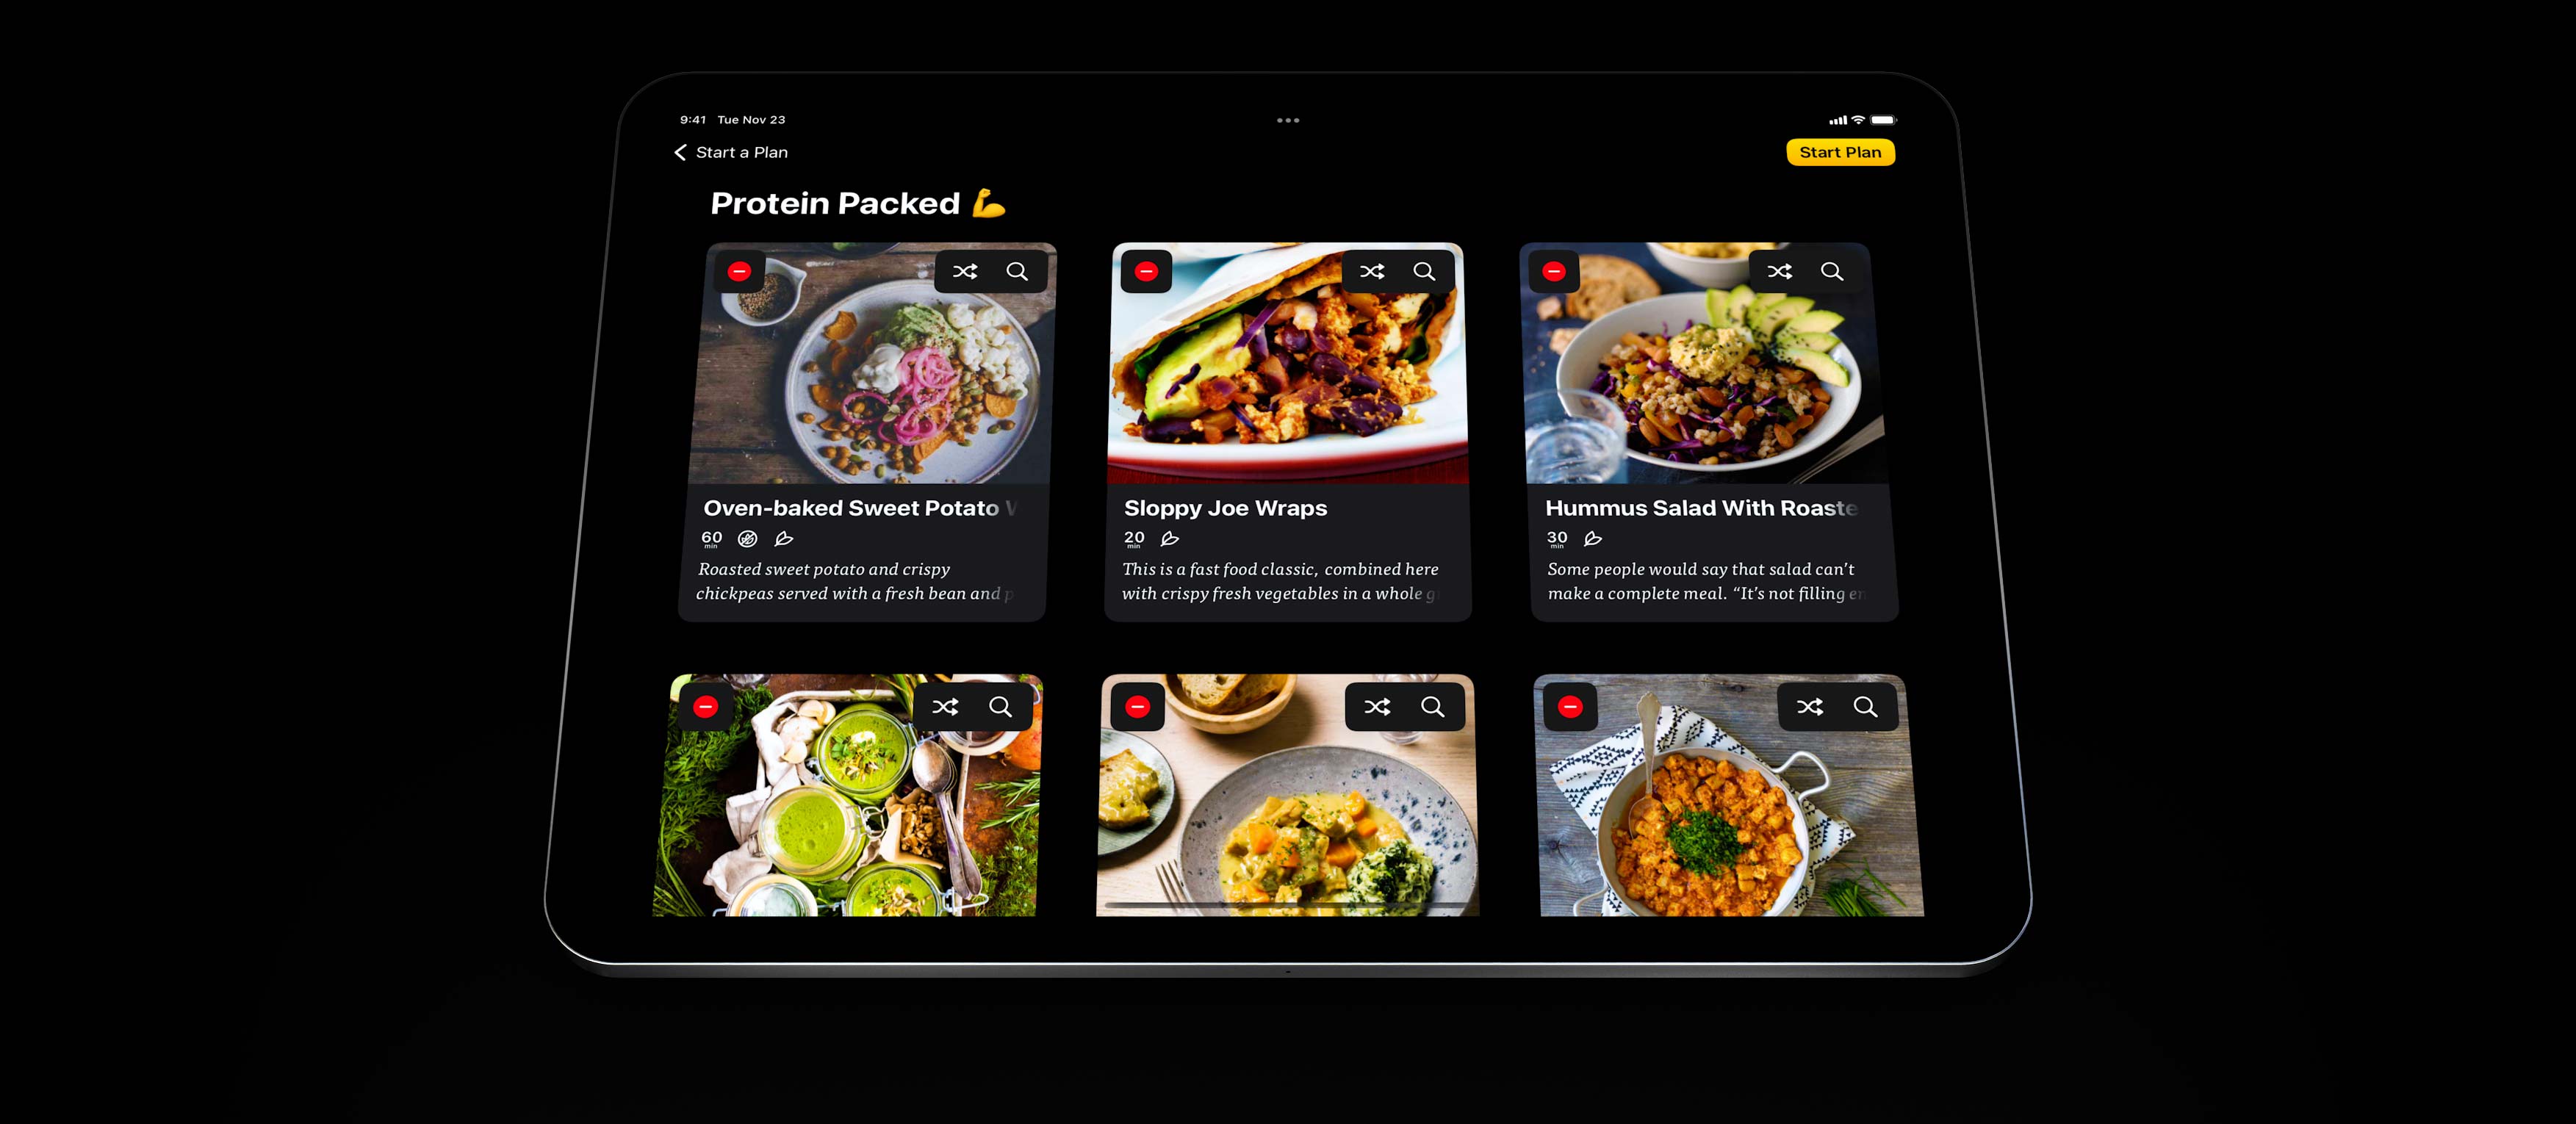 9:41 Tue Nov 23
Start a Plan
Start Plan
Protein Packed 💪
Oven-baked Sweet Potato
Sloppy Joe Wraps
Hummus Salad With Roaste
60
min
20
min
30
min
Roasted sweet potato and crispy
chickpeas served with a fresh bean and p
This is a fast food classic, combined here
with crispy fresh vegetables in a whole g
Some people would say that salad can’t
make a complete meal. “It’s not filling en